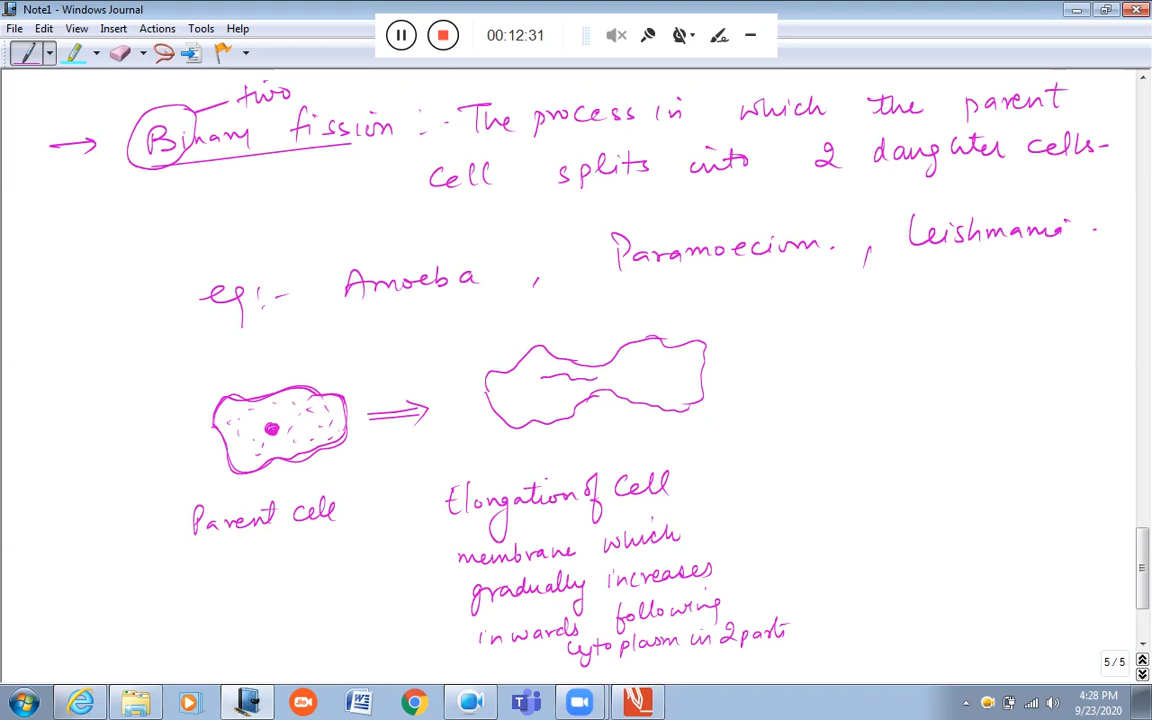 Note1 - Windows Journal
File Edit View Insert Actions Tools Help
00:12:31
two
→ Binary fission :- The process in which the parent
cell splits into 2 daughter cells-
eg:- Amoeba , Paramoecium. , Leishmania .
Parent cell
Elongation of Cell
membrane which
gradually increases
inwards following
cytoplasm in 2 parts
5 / 5
4:28 PM
9/23/2020